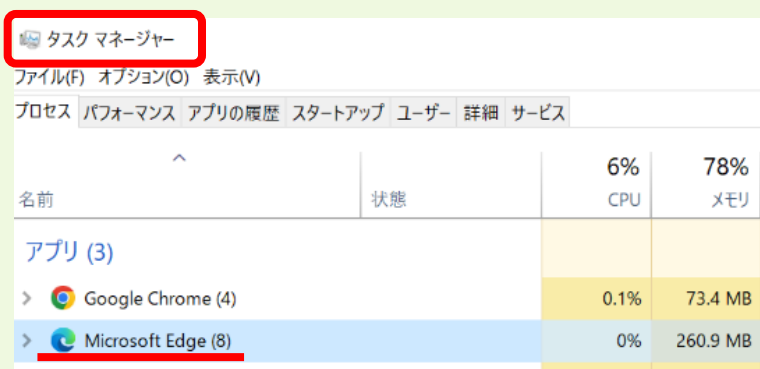 タスク マネージャー
ファイル(F) オプション(O) 表示(V)
プロセス パフォーマンス アプリの履歴 スタートアップ ユーザー 詳細 サービス
6% 78%
名前 状態 CPU メモリ
アプリ (3)
Google Chrome (4) 0.1% 73.4 MB
Microsoft Edge (8) 0% 260.9 MB